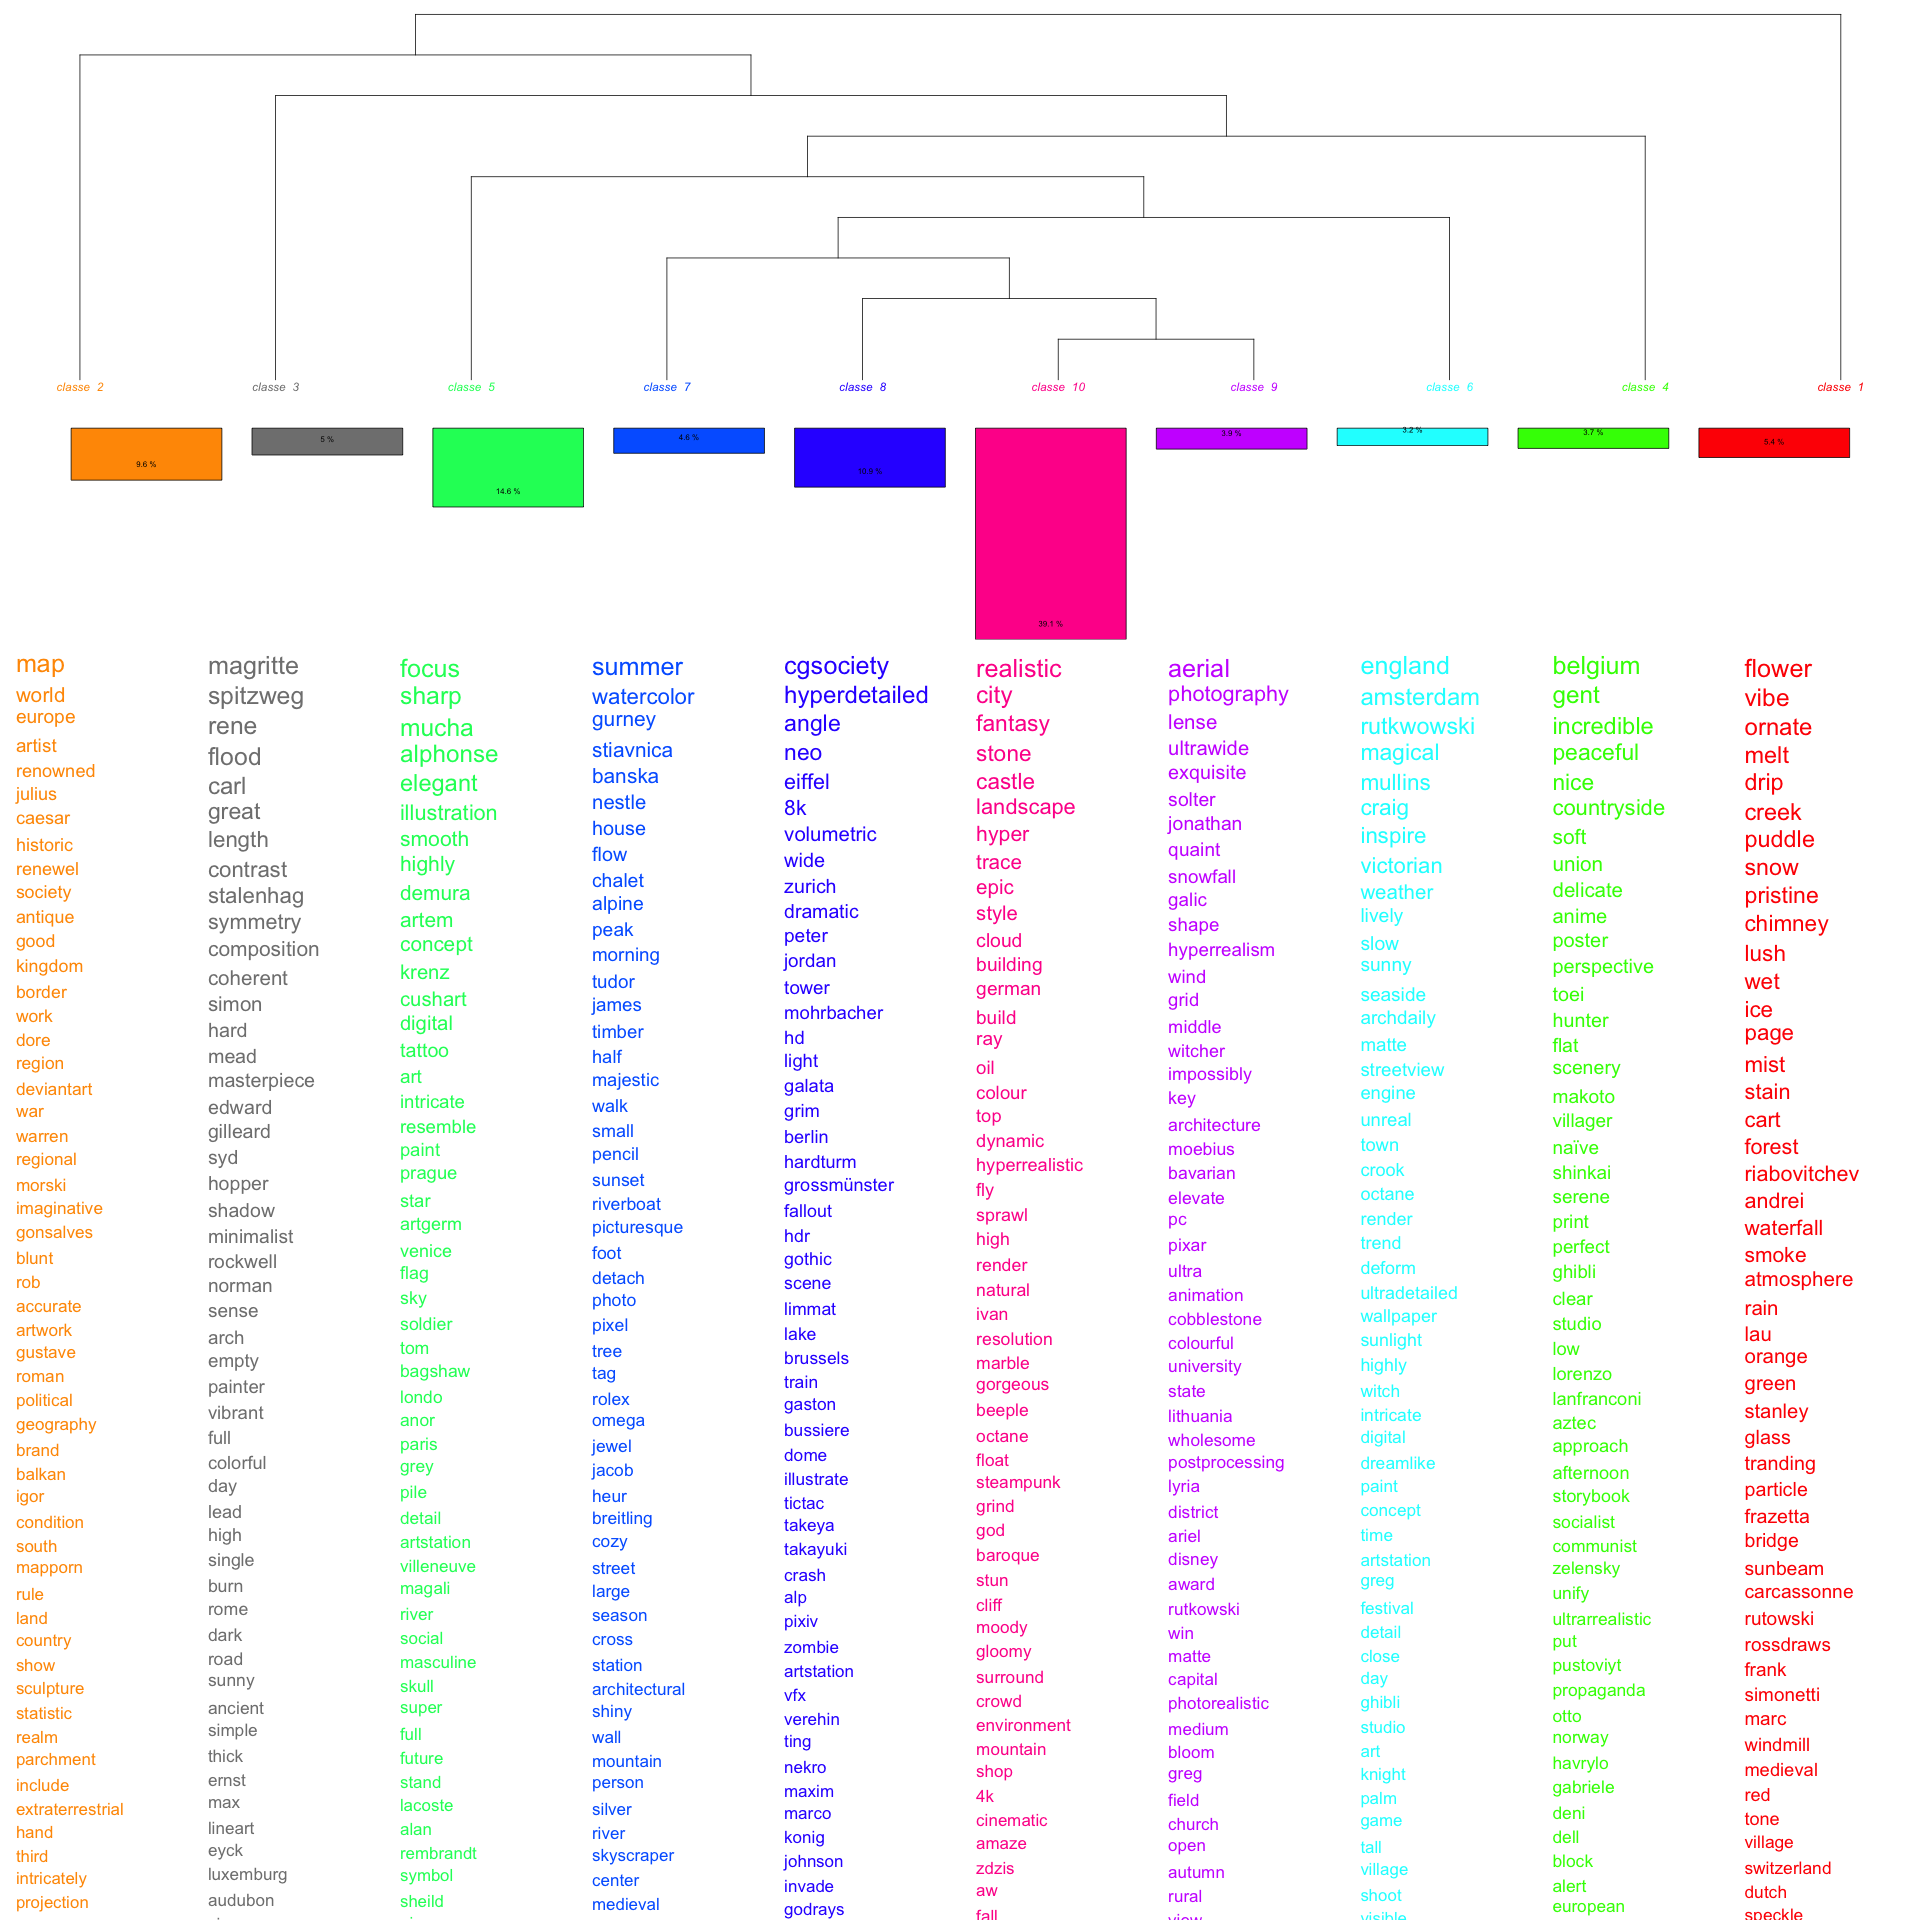 classe 2
classe 3
classe 5
classe 7
classe 8
classe 10
classe 9
classe 6
classe 4
classe 1
9.6 %
5 %
14.6 %
4.6 %
10.9 %
39.1 %
3.9 %
3.2 %
3.7 %
5.4 %
map
world
europe
artist
renowned
julius
caesar
historic
renewel
society
antique
good
kingdom
border
work
dore
region
deviantart
war
warren
regional
morski
imaginative
gonsalves
blunt
rob
accurate
artwork
gustave
roman
political
geography
brand
balkan
igor
condition
south
mapporn
rule
land
country
show
sculpture
statistic
realm
parchment
include
extraterrestrial
hand
third
intricately
projection
magritte
spitzweg
rene
flood
carl
great
length
contrast
stalenhag
symmetry
composition
coherent
simon
hard
mead
masterpiece
edward
gilleard
syd
hopper
shadow
minimalist
rockwell
norman
sense
arch
empty
painter
vibrant
full
colorful
day
lead
high
single
burn
rome
dark
road
sunny
ancient
simple
thick
ernst
max
lineart
eyck
luxemburg
audubon
focus
sharp
mucha
alphonse
elegant
illustration
smooth
highly
demura
artem
concept
krenz
cushart
digital
tattoo
art
intricate
resemble
paint
prague
star
artgerm
venice
flag
sky
soldier
tom
bagshaw
londo
anor
paris
grey
pile
detail
artstation
villeneuve
magali
river
social
masculine
skull
super
full
future
stand
lacoste
alan
rembrandt
symbol
sheild
summer
watercolor
gurney
stiavnica
banska
nestle
house
flow
chalet
alpine
peak
morning
tudor
james
timber
half
majestic
walk
small
pencil
sunset
riverboat
picturesque
foot
detach
photo
pixel
tree
tag
rolex
omega
jewel
jacob
heur
breitling
cozy
street
large
season
cross
station
architectural
shiny
wall
mountain
person
silver
river
skyscraper
center
medieval
cgsociety
hyperdetailed
angle
neo
eiffel
8k
volumetric
wide
zurich
dramatic
peter
jordan
tower
mohrbacher
hd
light
galata
grim
berlin
hardturm
grossmünster
fallout
hdr
gothic
scene
limmat
lake
brussels
train
gaston
bussiere
dome
illustrate
tictac
takeya
takayuki
crash
alp
pixiv
zombie
artstation
vfx
verehin
ting
nekro
maxim
marco
konig
johnson
invade
godrays
realistic
city
fantasy
stone
castle
landscape
hyper
trace
epic
style
cloud
building
german
build
ray
oil
colour
top
dynamic
hyperrealistic
fly
sprawl
high
render
natural
ivan
resolution
marble
gorgeous
beeple
octane
float
steampunk
grind
god
baroque
stun
cliff
moody
gloomy
surround
crowd
environment
mountain
shop
4k
cinematic
amaze
zdzis
aw
fall
aerial
photography
lense
ultrawide
exquisite
solter
jonathan
quaint
snowfall
galic
shape
hyperrealism
wind
grid
middle
witcher
impossibly
key
architecture
moebius
bavarian
elevate
pc
pixar
ultra
animation
cobblestone
colourful
university
state
lithuania
wholesome
postprocessing
lyria
district
ariel
disney
award
rutkowski
win
matte
capital
photorealistic
medium
bloom
greg
field
church
open
autumn
rural
view
england
amsterdam
rutkwowski
magical
mullins
craig
inspire
victorian
weather
lively
slow
sunny
seaside
archdaily
matte
streetview
engine
unreal
town
crook
octane
render
trend
deform
ultradetailed
wallpaper
sunlight
highly
witch
intricate
digital
dreamlike
paint
concept
time
artstation
greg
festival
detail
close
day
ghibli
studio
art
knight
palm
game
tall
village
shoot
visible
belgium
gent
incredible
peaceful
nice
countryside
soft
union
delicate
anime
poster
perspective
toei
hunter
flat
scenery
makoto
villager
naïve
shinkai
serene
print
perfect
ghibli
clear
studio
low
lorenzo
lanfranconi
aztec
approach
afternoon
storybook
socialist
communist
zelensky
unify
ultrarrealistic
put
pustoviyt
propaganda
otto
norway
havrylo
gabriele
deni
dell
block
alert
european
flower
vibe
ornate
melt
drip
creek
puddle
snow
pristine
chimney
lush
wet
ice
page
mist
stain
cart
forest
riabovitchev
andrei
waterfall
smoke
atmosphere
rain
lau
orange
green
stanley
glass
tranding
particle
frazetta
bridge
sunbeam
carcassonne
rutowski
rossdraws
frank
simonetti
marc
windmill
medieval
red
tone
village
switzerland
dutch
speckle